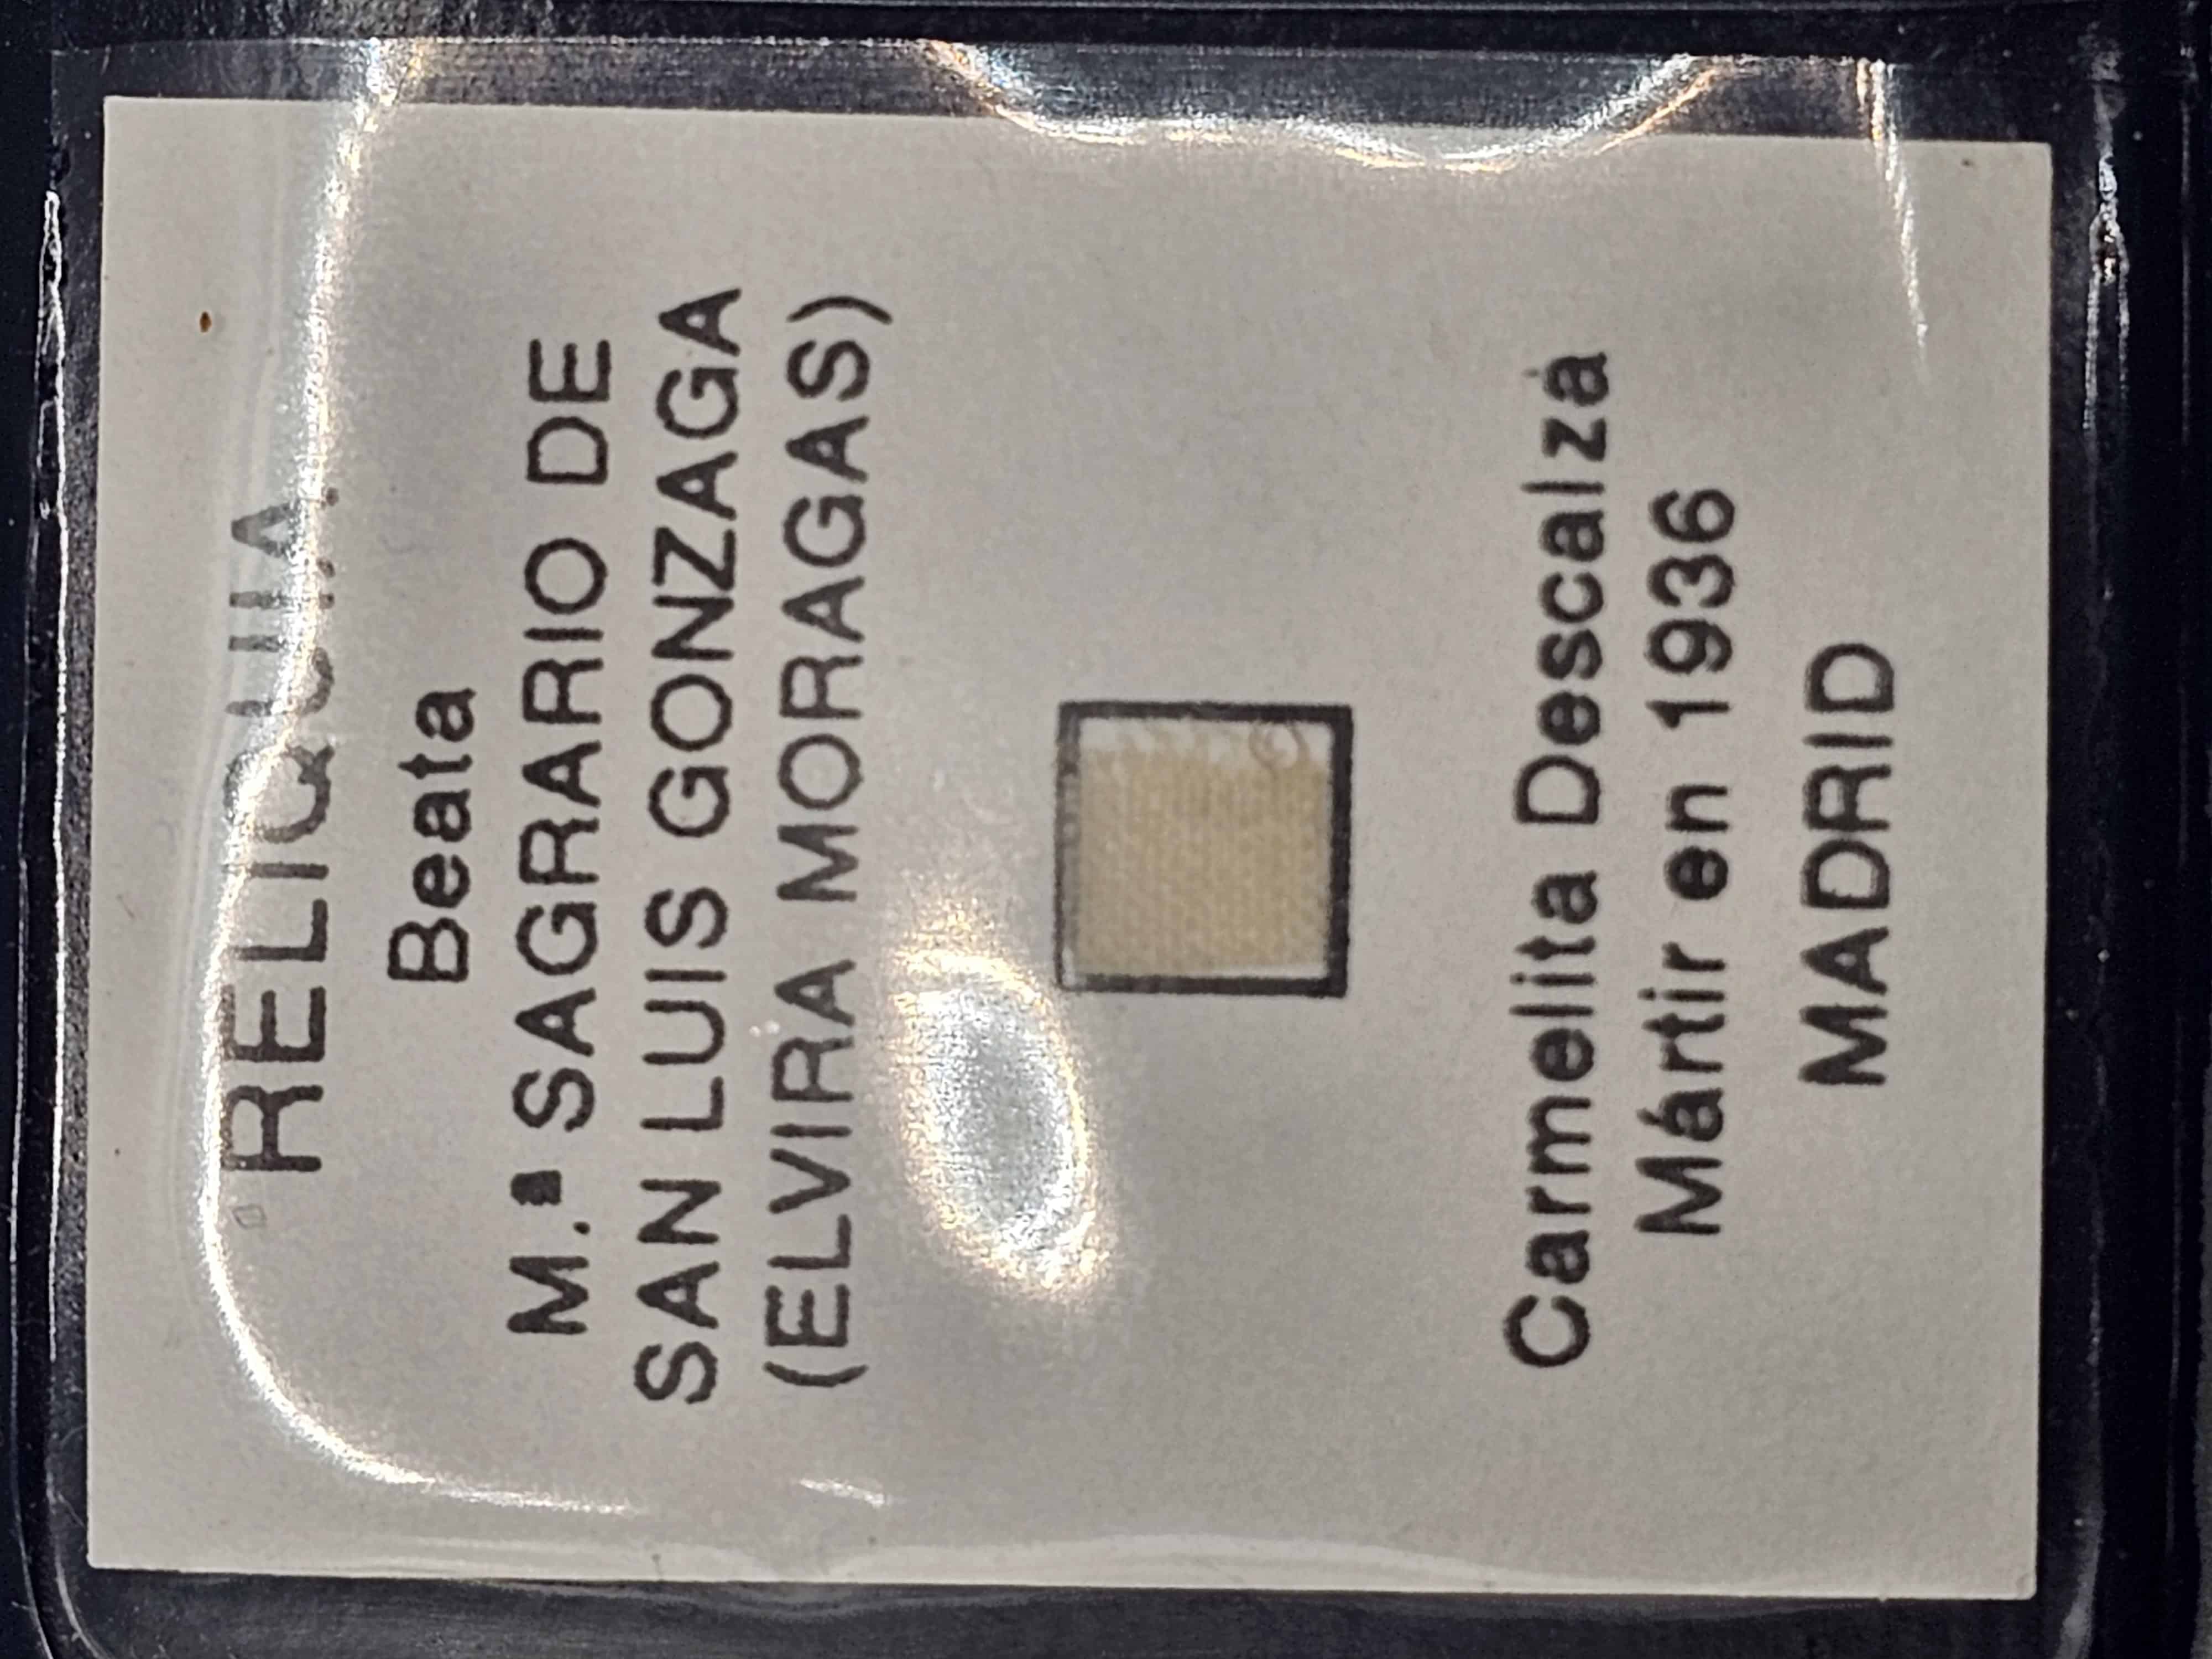 RELIQUIA
Beata
M.ª SAGRARIO DE
SAN LUIS GONZAGA
(ELVIRA MORAGAS)
Carmelita Descalza
Mártir en 1936
MADRID